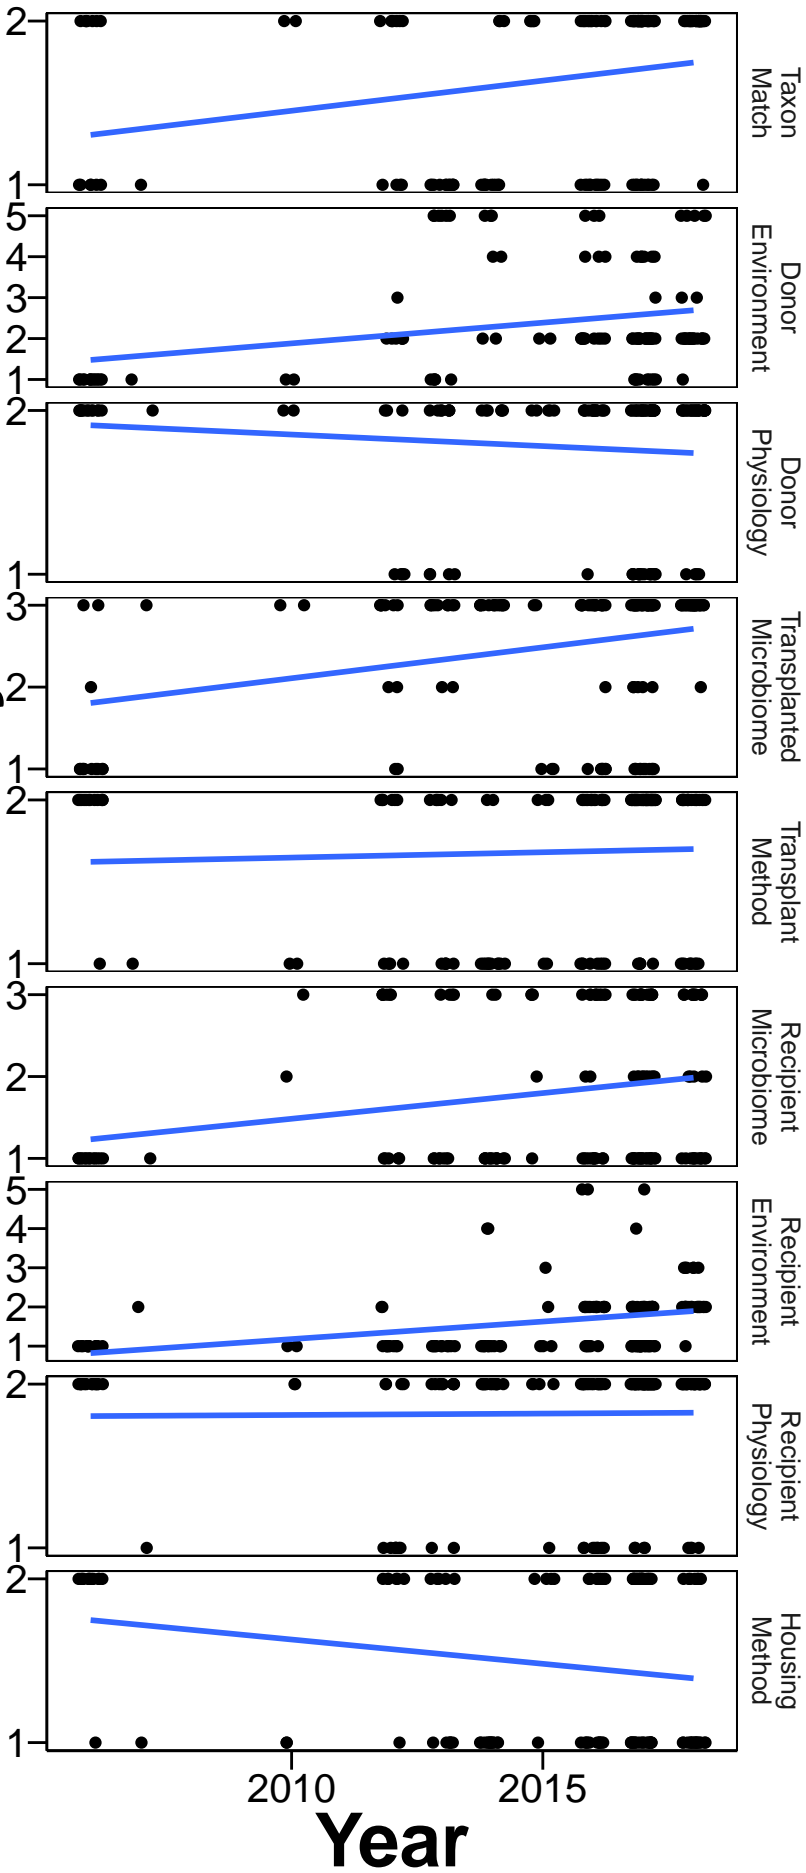 2
1
Taxon
Match
5
4
3
2
1
Donor
Environment
2
1
Donor
Physiology
3
2
1
Transplanted
Microbiome
2
1
Transplant
Method
3
2
1
Recipient
Microbiome
5
4
3
2
1
Recipient
Environment
2
1
Recipient
Physiology
2
1
Housing
Method
2010 2015
Year